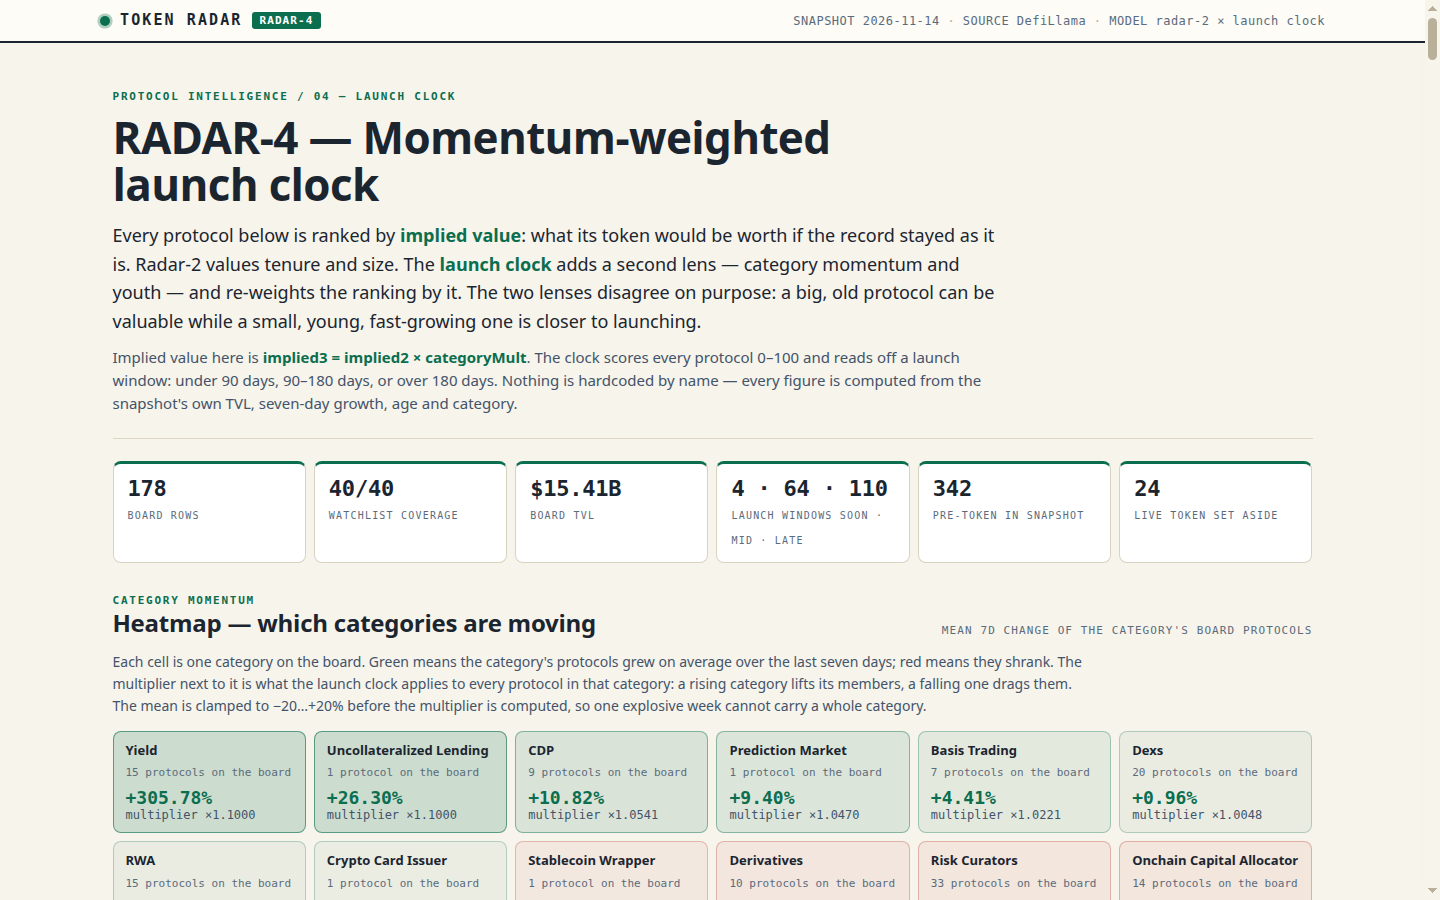 TOKEN RADAR RADAR-4
SNAPSHOT 2026-11-14 · SOURCE DefiLlama · MODEL radar-2 × launch clock
PROTOCOL INTELLIGENCE / 04 — LAUNCH CLOCK
RADAR-4 — Momentum-weighted
launch clock
Every protocol below is ranked by implied value: what its token would be worth if the record stayed as it
is. Radar-2 values tenure and size. The launch clock adds a second lens — category momentum and
youth — and re-weights the ranking by it. The two lenses disagree on purpose: a big, old protocol can be
valuable while a small, young, fast-growing one is closer to launching.
Implied value here is implied3 = implied2 × categoryMult. The clock scores every protocol 0–100 and reads off a launch
window: under 90 days, 90–180 days, or over 180 days. Nothing is hardcoded by name — every figure is computed from the
snapshot's own TVL, seven-day growth, age and category.
178
BOARD ROWS
40/40
WATCHLIST COVERAGE
$15.41B
BOARD TVL
4 · 64 · 110
LAUNCH WINDOWS SOON ·
MID · LATE
342
PRE-TOKEN IN SNAPSHOT
24
LIVE TOKEN SET ASIDE
CATEGORY MOMENTUM
Heatmap — which categories are moving
MEAN 7D CHANGE OF THE CATEGORY'S BOARD PROTOCOLS
Each cell is one category on the board. Green means the category's protocols grew on average over the last seven days; red means they shrank. The
multiplier next to it is what the launch clock applies to every protocol in that category: a rising category lifts its members, a falling one drags them.
The mean is clamped to −20…+20% before the multiplier is computed, so one explosive week cannot carry a whole category.
Yield
15 protocols on the board
+305.78%
multiplier ×1.1000
Uncollateralized Lending
1 protocol on the board
+26.30%
multiplier ×1.1000
CDP
9 protocols on the board
+10.82%
multiplier ×1.0541
Prediction Market
1 protocol on the board
+9.40%
multiplier ×1.0470
Basis Trading
7 protocols on the board
+4.41%
multiplier ×1.0221
Dexs
20 protocols on the board
+0.96%
multiplier ×1.0048
RWA
15 protocols on the board
Crypto Card Issuer
1 protocol on the board
Stablecoin Wrapper
1 protocol on the board
Derivatives
10 protocols on the board
Risk Curators
33 protocols on the board
Onchain Capital Allocator
14 protocols on the board